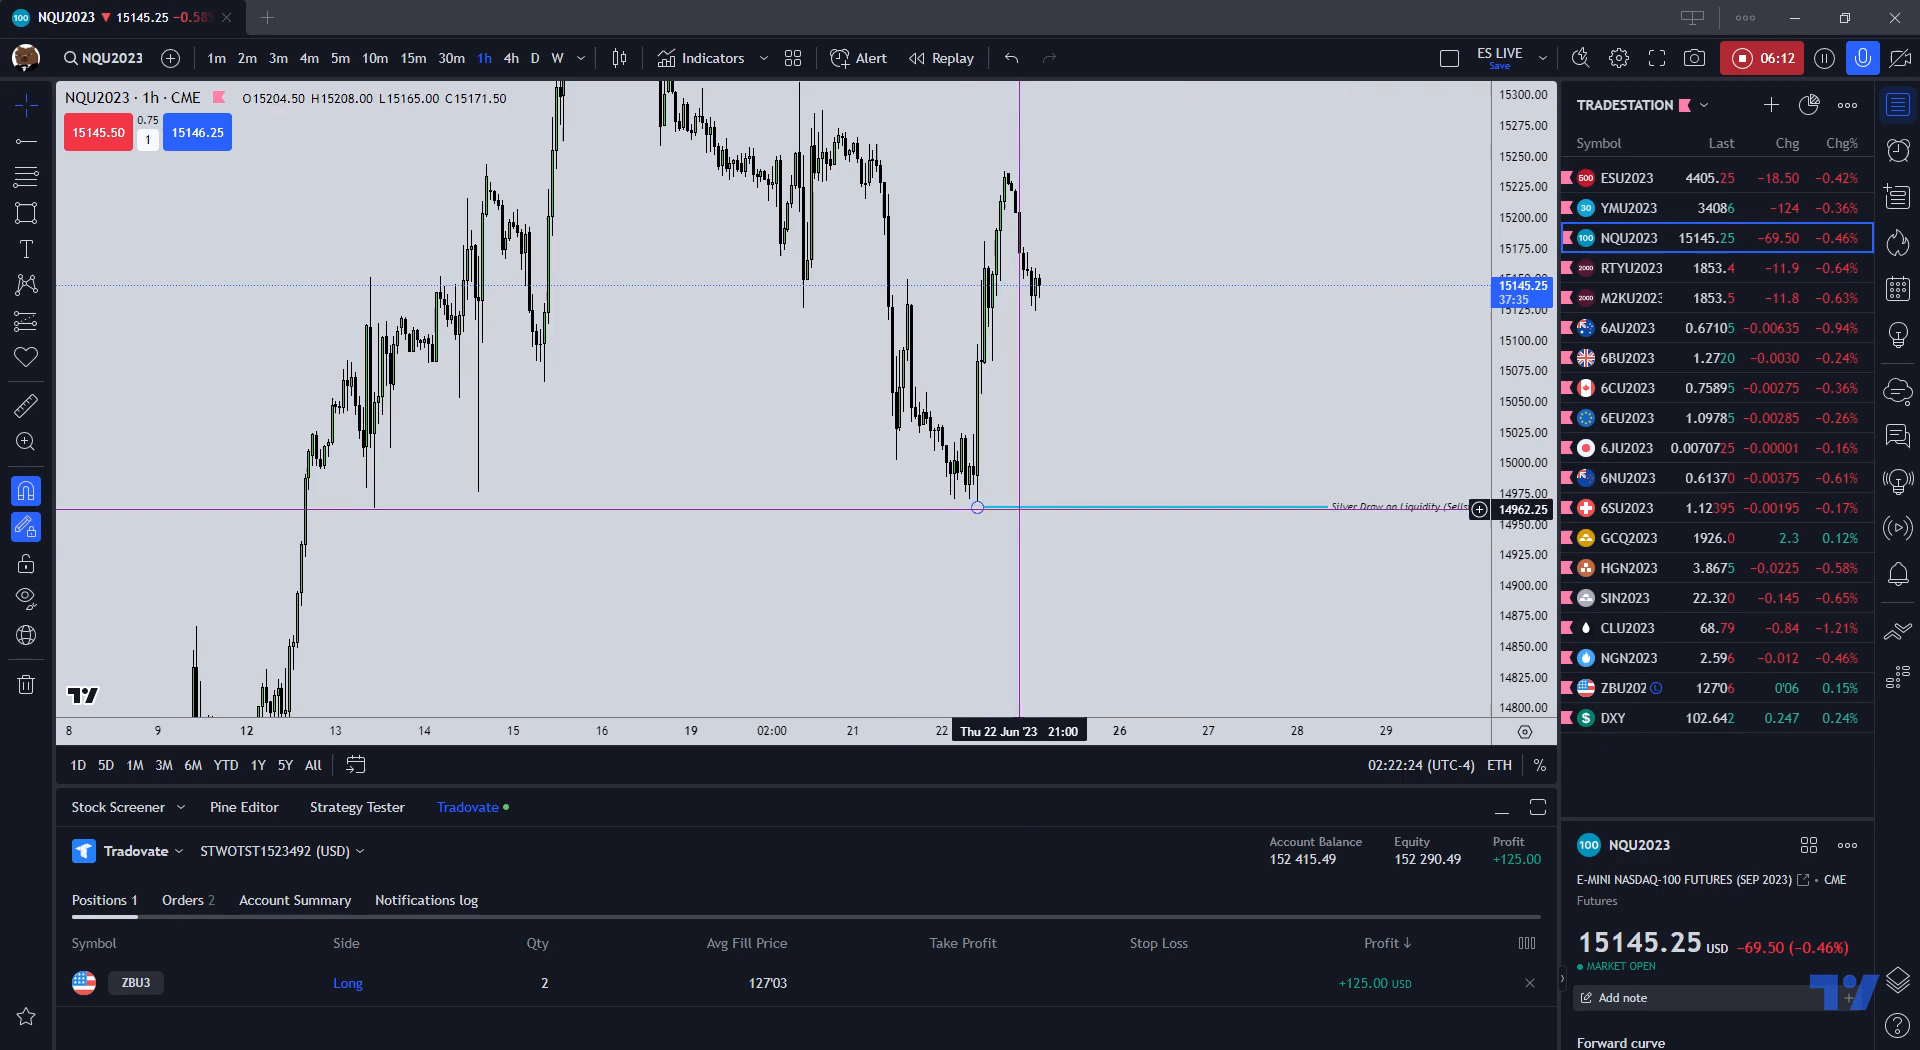 NQU2023 ▼ 15145.25 −0.58
NQU2023 1m 2m 3m 4m 5m 10m 15m 30m 1h 4h D W Indicators Alert Replay ES LIVE Save 06:12
NQU2023 · 1h · CME O15204.50 H15208.00 L15165.00 C15171.50
15145.50 0.75 1 15146.25
15300.00
15275.00
15250.00
15225.00
15200.00
15175.00
15145.25
37:35
15125.00
15100.00
15075.00
15050.00
15025.00
15000.00
14975.00
Silver Draw on Liquidity (Sells
14962.25
14950.00
14925.00
14900.00
14875.00
14850.00
14825.00
14800.00
8 9 12 13 14 15 16 19 02:00 21 22 Thu 22 Jun '23 21:00 26 27 28 29
1D 5D 1M 3M 6M YTD 1Y 5Y All 02:22:24 (UTC-4) ETH %
Stock Screener Pine Editor Strategy Tester Tradovate
Tradovate STWOTST1523492 (USD)
Account Balance Equity Profit
152 415.49 152 290.49 +125.00
Positions 1 Orders 2 Account Summary Notifications log
Symbol Side Qty Avg Fill Price Take Profit Stop Loss Profit ↓
ZBU3 Long 2 127'03 +125.00 USD
TRADESTATION
Symbol Last Chg Chg%
500 ESU2023 4405.25 −18.50 −0.42%
30 YMU2023 34086 −124 −0.36%
100 NQU2023 15145.25 −69.50 −0.46%
2000 RTYU2023 1853.4 −11.9 −0.64%
2000 M2KU2023 1853.5 −11.8 −0.63%
6AU2023 0.67105 −0.00635 −0.94%
6BU2023 1.2720 −0.0030 −0.24%
6CU2023 0.75895 −0.00275 −0.36%
6EU2023 1.09785 −0.00285 −0.26%
6JU2023 0.0070725 −0.00001 −0.16%
6NU2023 0.61370 −0.00375 −0.61%
6SU2023 1.12395 −0.00195 −0.17%
GCQ2023 1926.0 2.3 0.12%
HGN2023 3.8675 −0.0225 −0.58%
SIN2023 22.320 −0.145 −0.65%
CLU2023 68.79 −0.84 −1.21%
NGN2023 2.596 −0.012 −0.46%
ZBU202 L 127'06 0'06 0.15%
$ DXY 102.642 0.247 0.24%
100 NQU2023
E-MINI NASDAQ-100 FUTURES (SEP 2023) • CME
Futures
15145.25 USD −69.50 (−0.46%)
MARKET OPEN
Add note
Forward curve